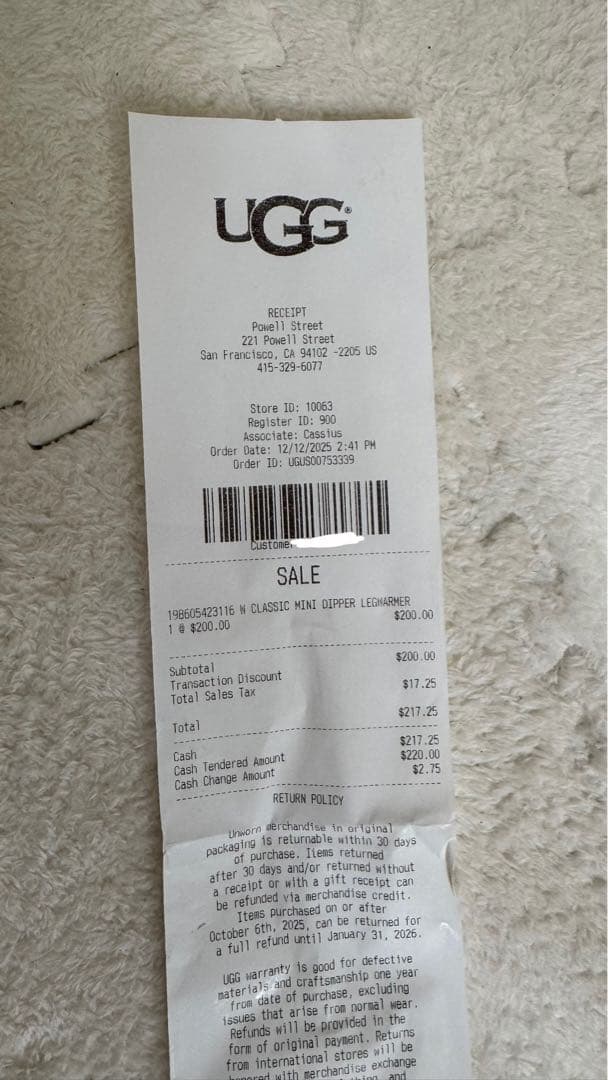 UGG®
RECEIPT
Powell Street
221 Powell Street
San Francisco, CA 94102 -2205 US
415-329-6077
Store ID: 10063
Register ID: 900
Associate: Cassius
Order Date: 12/12/2025 2:41 PM
Order ID: UGUS00753339
Customer
SALE
198605423116 W CLASSIC MINI DIPPER LEGWARMER
1 @ $200.00 $200.00
Subtotal $200.00
Transaction Discount
Total Sales Tax $17.25
Total $217.25
Cash $217.25
Cash Tendered Amount $220.00
Cash Change Amount $2.75
RETURN POLICY
Unworn merchandise in original
packaging is returnable within 30 days
of purchase. Items returned
after 30 days and/or returned without
a receipt or with a gift receipt can
be refunded via merchandise credit.
Items purchased on or after
October 6th, 2025, can be returned for
a full refund until January 31, 2026.
UGG warranty is good for defective
materials and craftsmanship one year
from date of purchase, excluding
issues that arise from normal wear.
Refunds will be provided in the
form of original payment. Returns
from international stores will be
honored with merchandise exchange
and